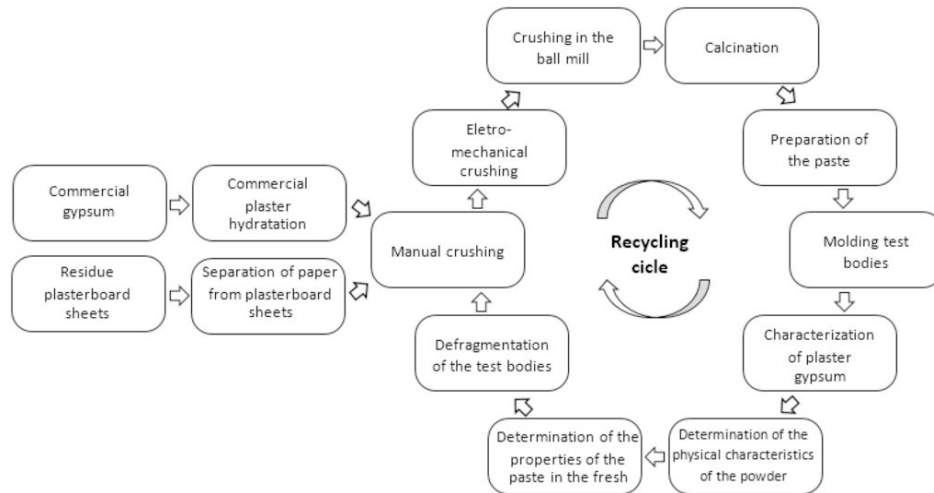 Crushing in the
ball mill
Calcination
Eletro-
mechanical
crushing
Preparation of
the paste
Commercial
gypsum
Commercial
plaster
hydratation
Manual crushing
Recycling
cicle
Molding test
bodies
Residue
plasterboard
sheets
Separation of paper
from plasterboard
sheets
Defragmentation
of the test bodies
Characterization
of plaster
gypsum
Determination of the
properties of the
paste in the fresh
Determination of the
physical characteristics
of the powder